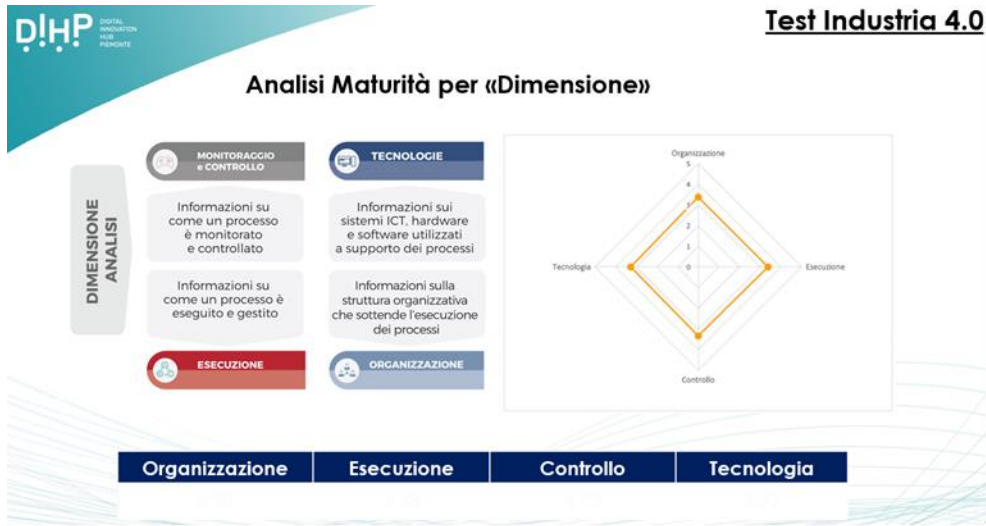 D!HP
DIGITAL
INNOVATION
HUB
PIEMONTE
Test Industria 4.0
Analisi Maturità per «Dimensione»
DIMENSIONE
ANALISI
MONITORAGGIO
e CONTROLLO
Informazioni su
come un processo
è monitorato
e controllato
TECNOLOGIE
Informazioni sui
sistemi ICT, hardware
e software utilizzati
a supporto dei processi
Informazioni su
come un processo è
eseguito e gestito
ESECUZIONE
Informazioni sulla
struttura organizzativa
che sottende l'esecuzione
dei processi
ORGANIZZAZIONE
Organizzazione
5
4
3
2
1
0
Tecnologia
Esecuzione
Controllo
Organizzazione Esecuzione Controllo Tecnologia